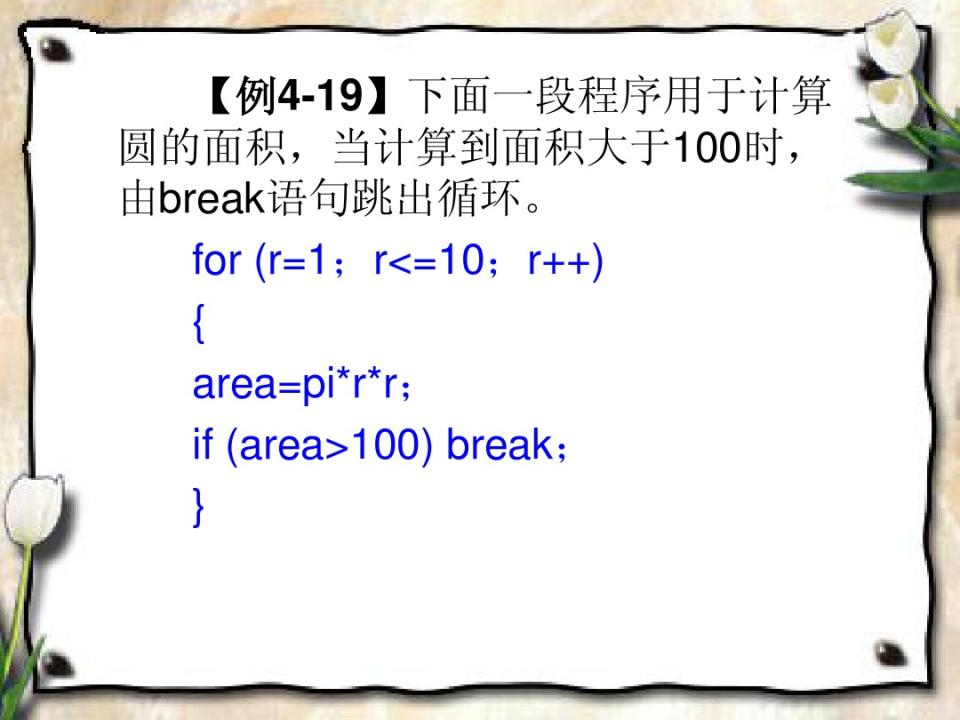 【例4-19】下面一段程序用于计算
圆的面积，当计算到面积大于100时，
由break语句跳出循环。
for (r=1；r<=10；r++)
{
area=pi*r*r；
if (area>100) break；
}